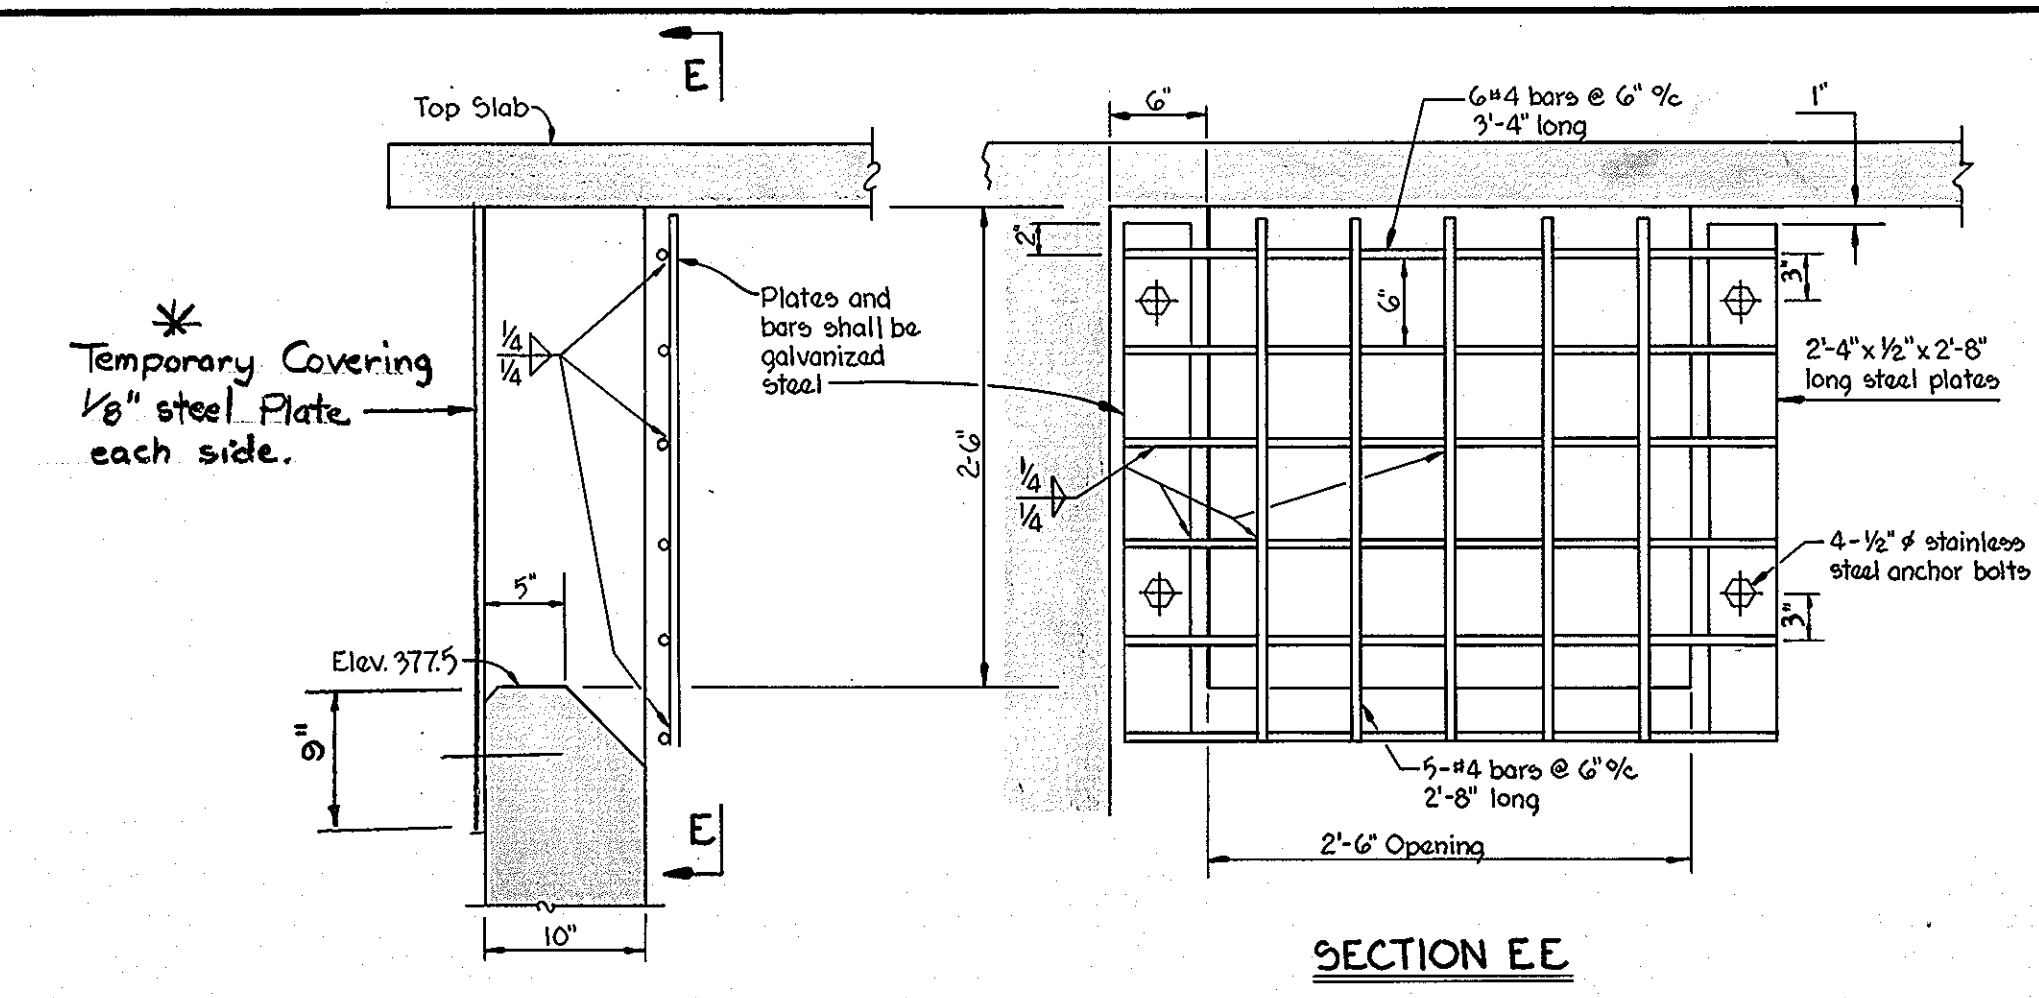 E
Top Slab
6"
6#4 bars @ 6" %c
3'-4" long
1"
2"
Plates and
bars shall be
galvanized
steel
6"
3"
*
Temporary Covering
1/8" steel Plate
each side.
1/4
1/4
2'-4" x 1/2" x 2'-8"
long steel plates
2-6"
1/4
1/4
4-1/2" ø stainless
steel anchor bolts
5"
3"
Elev. 377.5
9"
5-#4 bars @ 6" %c
2'-8" long
E
2'-6" Opening
10"
SECTION EE